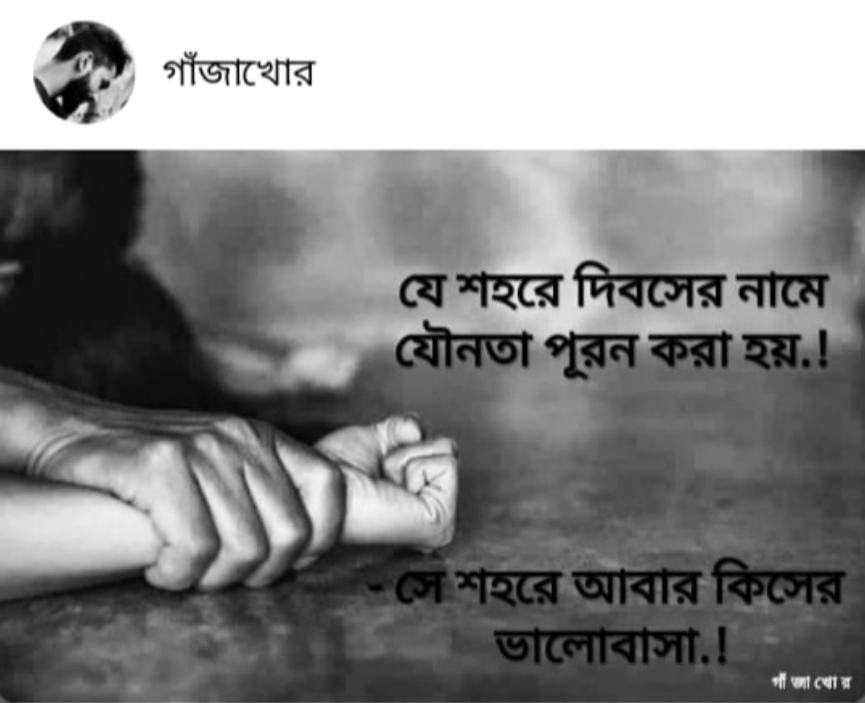 গাঁজাখোর
যে শহরে দিবসের নামে
যৌনতা পূরন করা হয়.!
- সে শহরে আবার কিসের
ভালোবাসা.!
গাঁ জা খো র